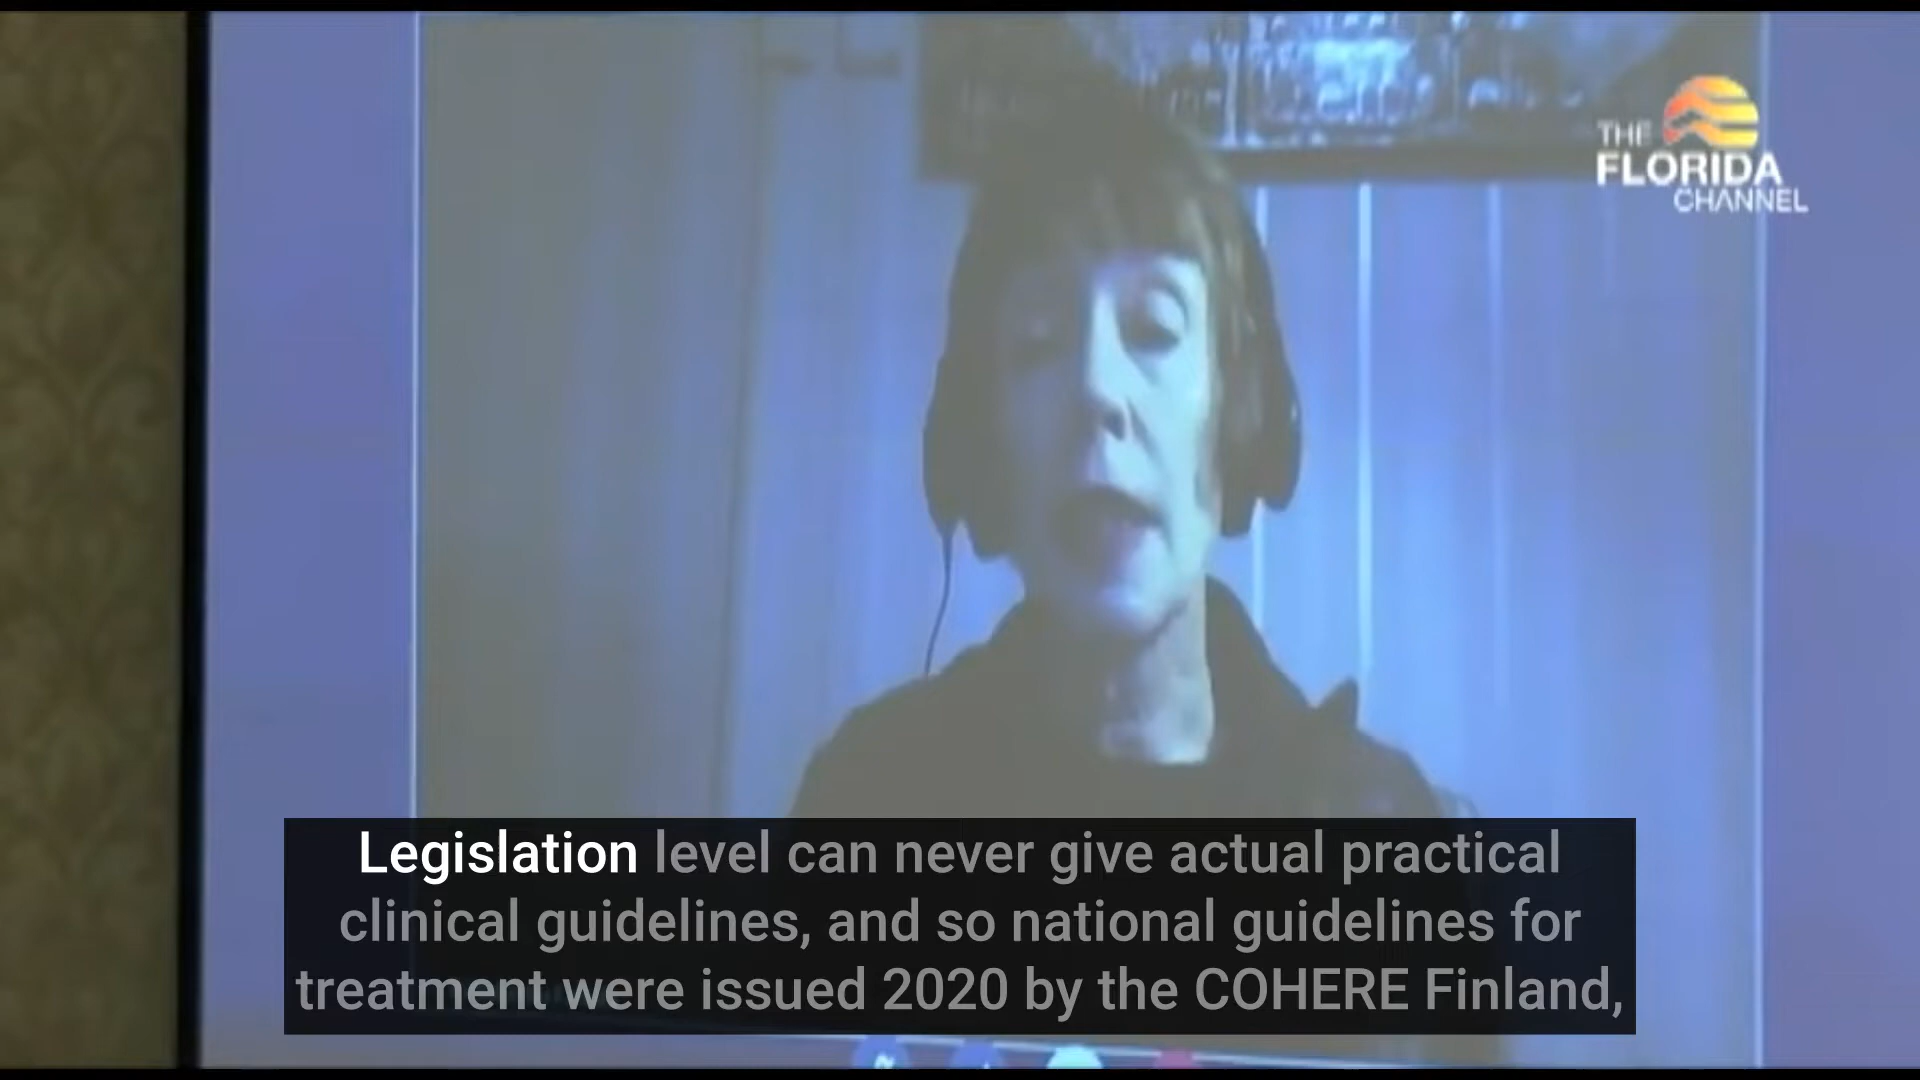 THE
FLORIDA
CHANNEL
Legislation level can never give actual practical
clinical guidelines, and so national guidelines for
treatment were issued 2020 by the COHERE Finland,